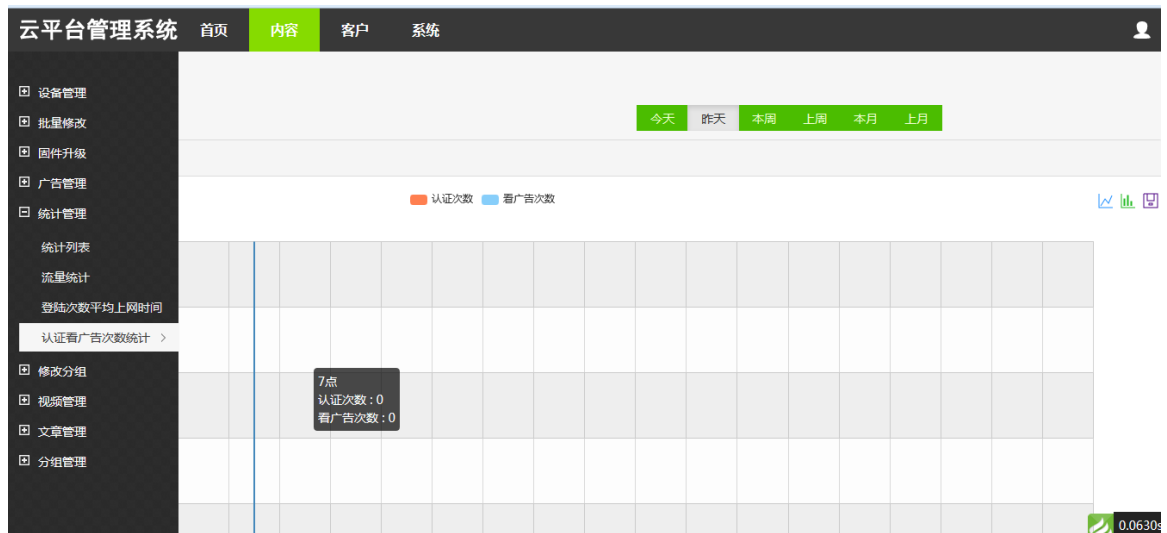 云平台管理系统 首页 内容 客户 系统
设备管理
批量修改
固件升级
广告管理
统计管理
统计列表
流量统计
登陆次数平均上网时间
认证看广告次数统计
修改分组
视频管理
文章管理
分组管理
今天 昨天 本周 上周 本月 上月
认证次数 看广告次数
7点
认证次数 : 0
看广告次数 : 0
0.0630s